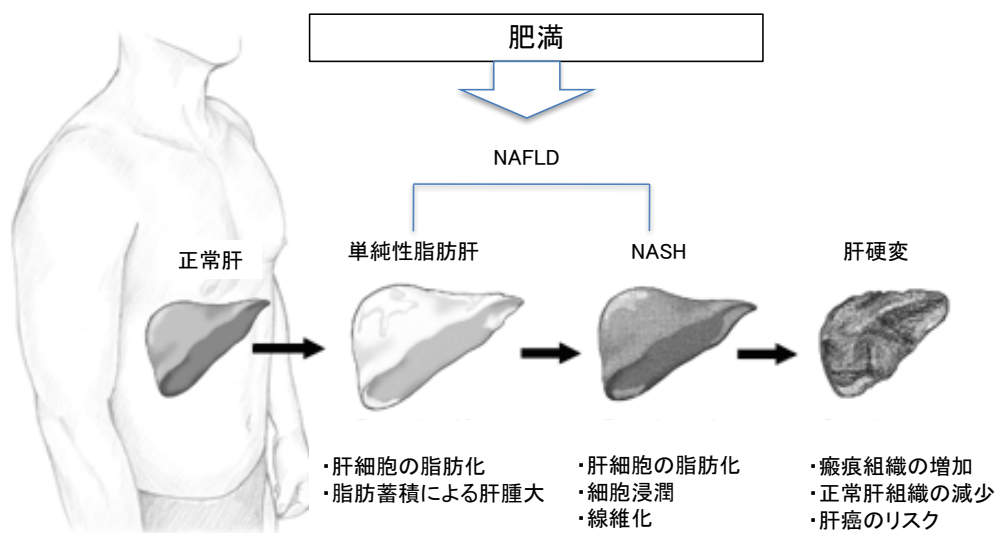 肥満
NAFLD
正常肝
単純性脂肪肝
NASH
肝硬変
・肝細胞の脂肪化
・脂肪蓄積による肝腫大
・肝細胞の脂肪化
・細胞浸潤
・線維化
・瘢痕組織の増加
・正常肝組織の減少
・肝癌のリスク